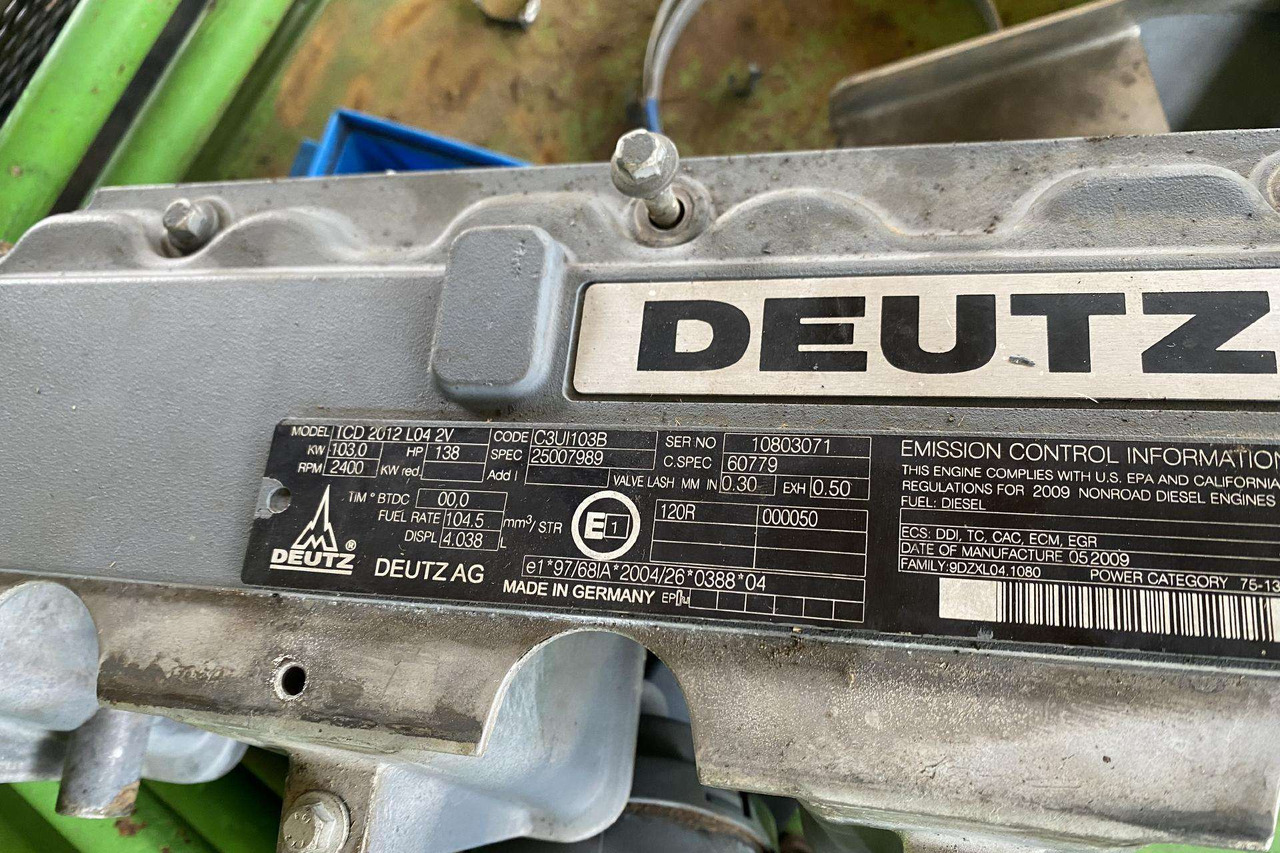 DEUTZ
MODEL TCD 2012 L04 2V CODE C3UI103B SER NO 10803071
KW 103,0 HP 138 SPEC 25007989 C.SPEC 60779
RPM 2400 KW red. Add I VALVE LASH MM IN 0.30 EXH 0.50
TiM °BTDC 00,0 120R 000050
FUEL RATE 104.5 mm³/STR
DISPL 4.038 L
E 1
DEUTZ ®
DEUTZ AG
e1*97/68IA*2004/26*0388*04
MADE IN GERMANY
EMISSION CONTROL INFORMATION
THIS ENGINE COMPLIES WITH U.S. EPA AND CALIFORNIA
REGULATIONS FOR 2009 NONROAD DIESEL ENGINES
FUEL: DIESEL
ECS: DDI, TC, CAC, ECM, EGR
DATE OF MANUFACTURE 05 2009
FAMILY:9DZXL04.1080 POWER CATEGORY 75-13